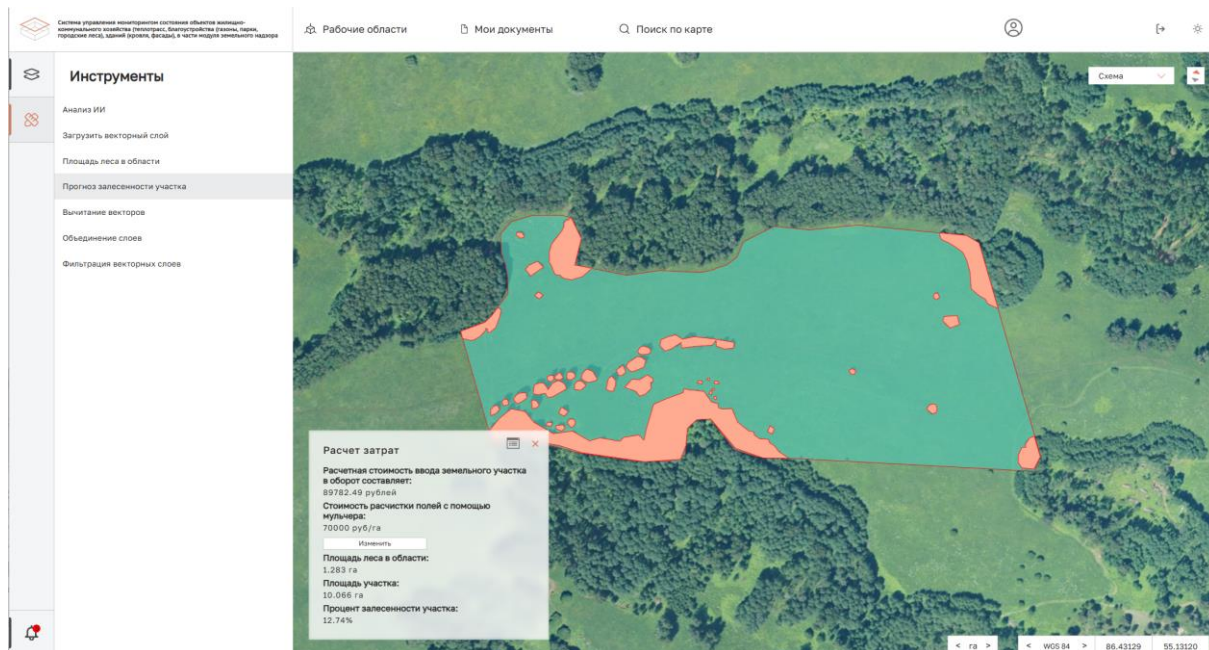 Система управления мониторингом состояния объектов жилищно-
коммунального хозяйства (теплотрасс, благоустройства (газоны, парки,
городские леса), зданий (кровля, фасады), в части модуля земельного надзора
Рабочие области
Мои документы
Поиск по карте
Инструменты
Анализ ИИ
Загрузить векторный слой
Площадь леса в области
Прогноз залесенности участка
Вычитание векторов
Объединение слоев
Фильтрация векторных слоев
Схема
Расчет затрат
Расчетная стоимость ввода земельного участка
в оборот составляет:
89782.49 рублей
Стоимость расчистки полей с помощью
мульчера:
70000 руб/га
Изменить
Площадь леса в области:
1.283 га
Площадь участка:
10.066 га
Процент залесенности участка:
12.74%
< га > < WGS 84 > 86.43129 55.13120